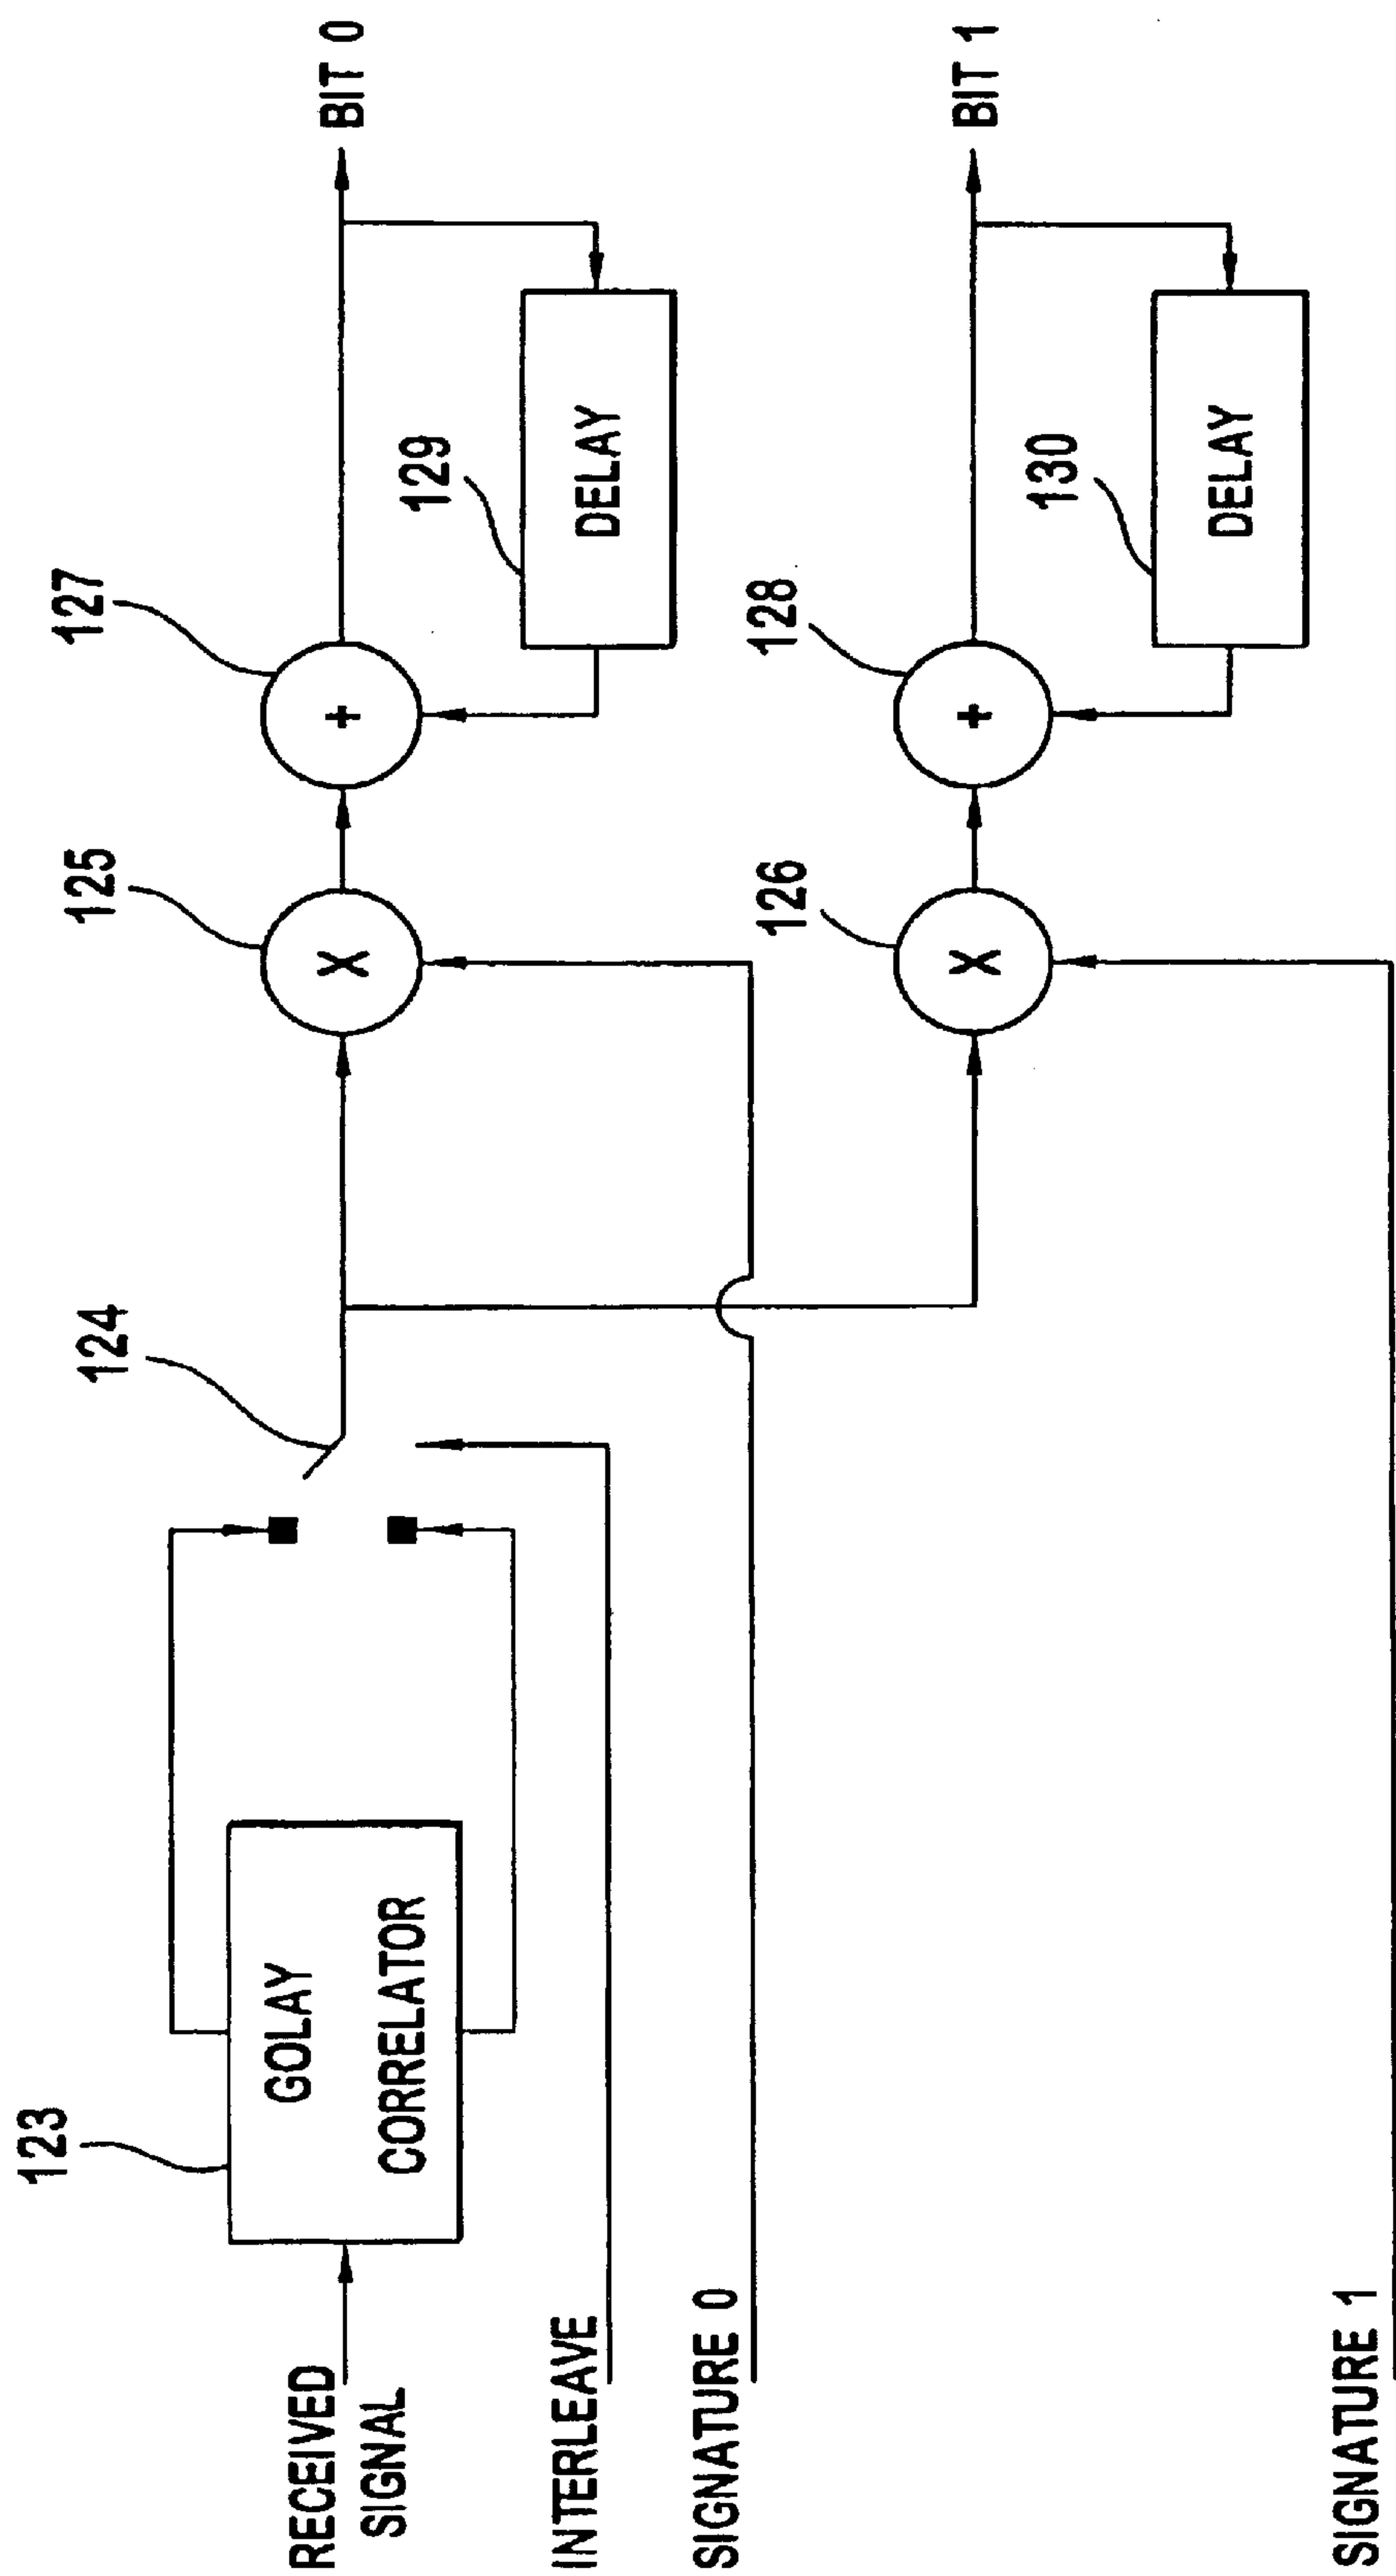 123
GOLAY
CORRELATOR
RECEIVED
SIGNAL
INTERLEAVE
SIGNATURE 0
SIGNATURE 1
124
125
126
127
128
129
DELAY
130
DELAY
BIT 0
BIT 1
X
X
+
+